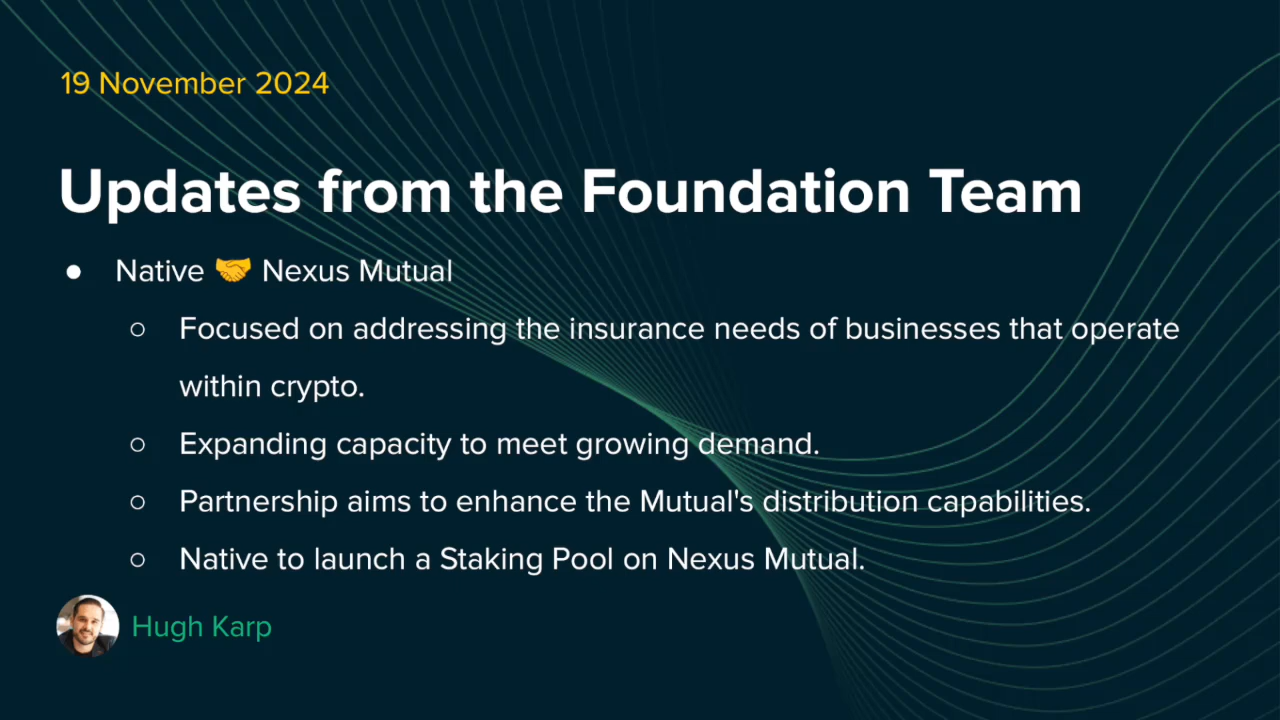 19 November 2024
Updates from the Foundation Team
● Native 🤝 Nexus Mutual
○ Focused on addressing the insurance needs of businesses that operate
within crypto.
○ Expanding capacity to meet growing demand.
○ Partnership aims to enhance the Mutual's distribution capabilities.
○ Native to launch a Staking Pool on Nexus Mutual.
Hugh Karp